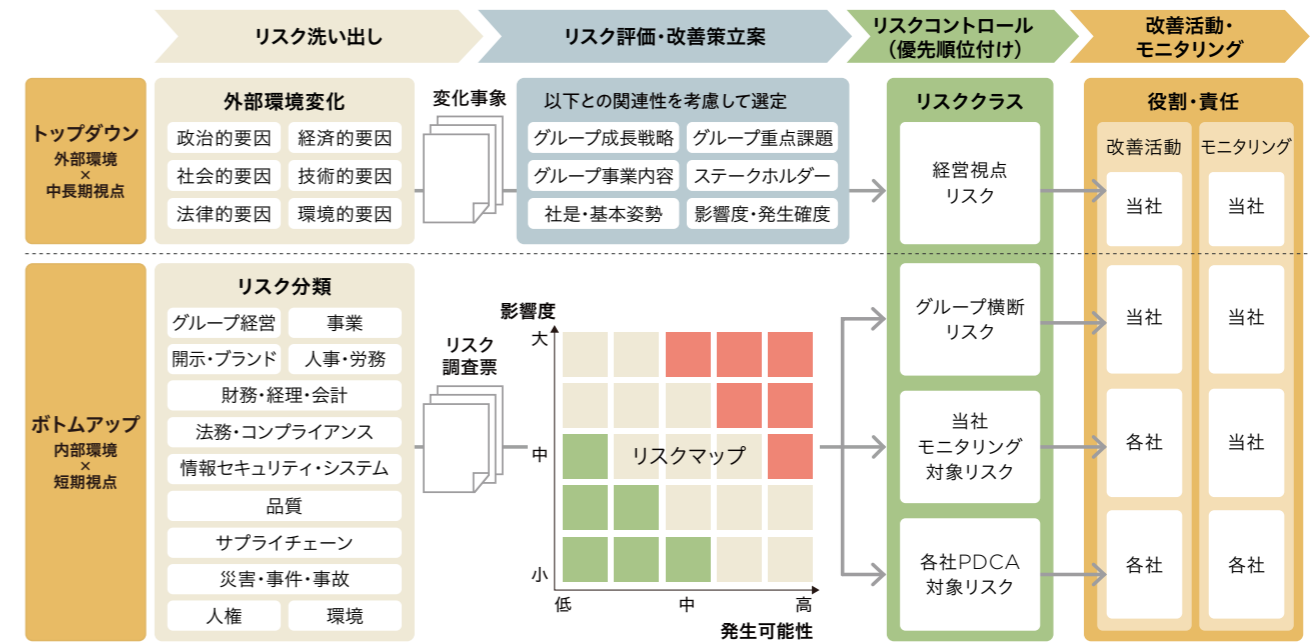 リスク洗い出し
リスク評価・改善策立案
リスクコントロール
（優先順位付け）
改善活動・
モニタリング
トップダウン
外部環境
×
中長期視点
外部環境変化
政治的要因
経済的要因
社会的要因
技術的要因
法律的要因
環境的要因
変化事象
以下との関連性を考慮して選定
グループ成長戦略
グループ重点課題
グループ事業内容
ステークホルダー
社是・基本姿勢
影響度・発生確度
リスククラス
経営視点
リスク
役割・責任
改善活動
モニタリング
当社
当社
ボトムアップ
内部環境
×
短期視点
リスク分類
グループ経営
事業
開示・ブランド
人事・労務
財務・経理・会計
法務・コンプライアンス
情報セキュリティ・システム
品質
サプライチェーン
災害・事件・事故
人権
環境
リスク
調査票
影響度
大
中
小
リスクマップ
低
中
高
発生可能性
グループ横断
リスク
当社
当社
当社
モニタリング
対象リスク
各社
当社
各社PDCA
対象リスク
各社
各社